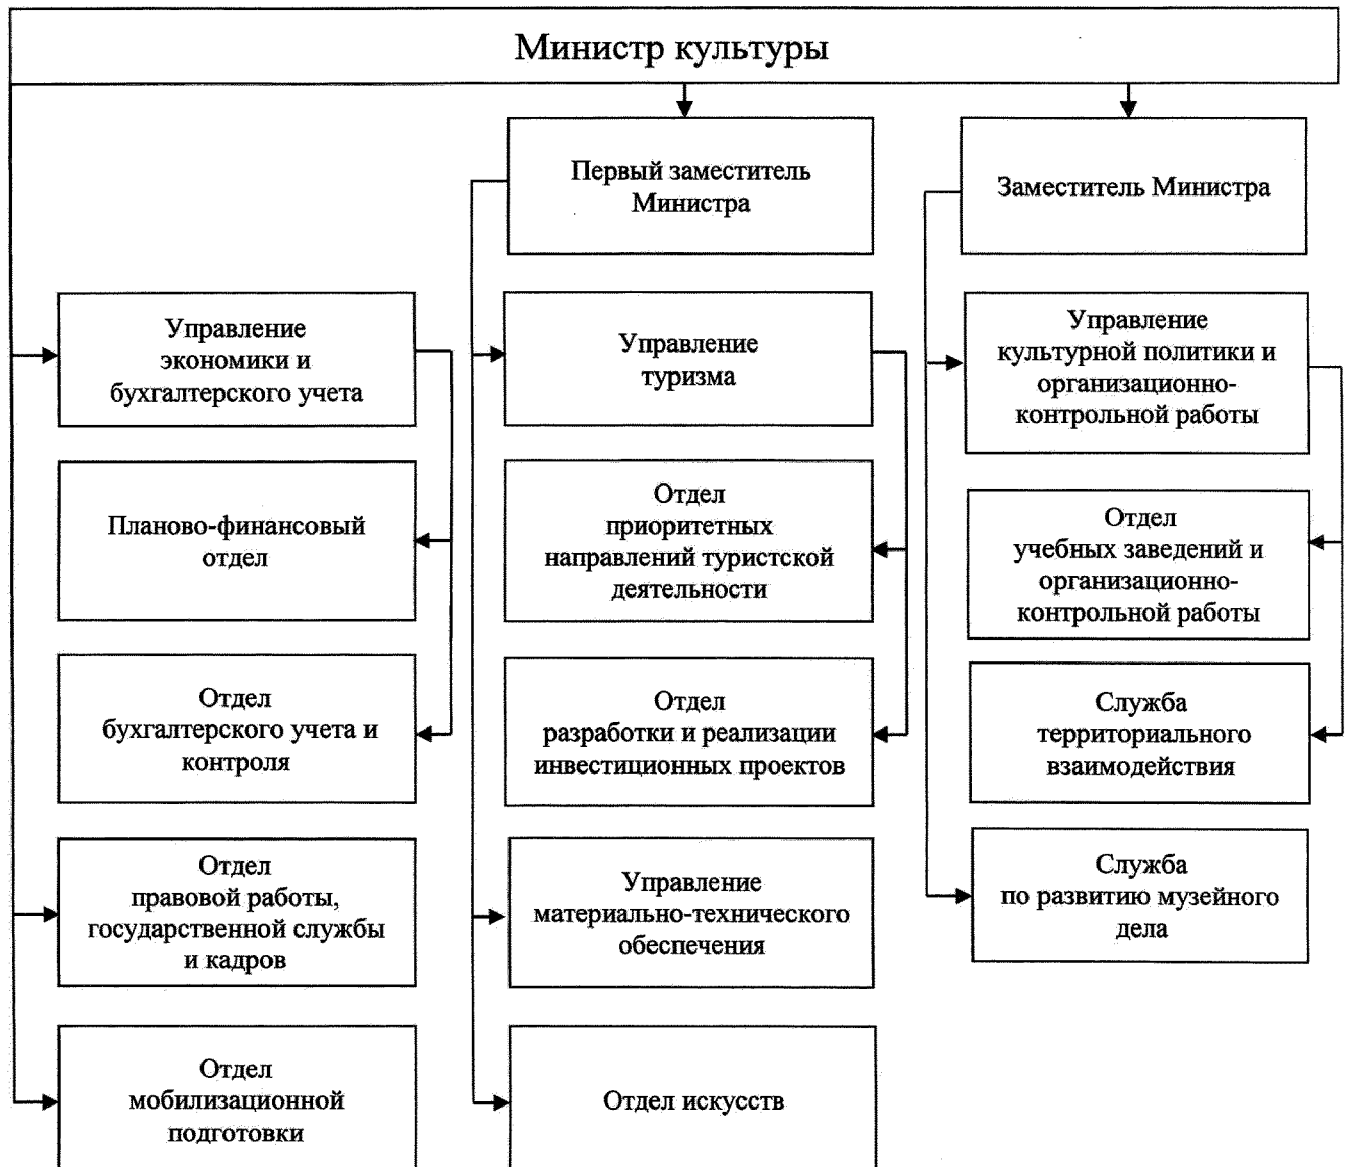 Министр культуры
Первый заместитель
Министра
Заместитель Министра
Управление
экономики и
бухгалтерского учета
Управление
туризма
Управление
культурной политики и
организационно-
контрольной работы
Планово-финансовый
отдел
Отдел
приоритетных
направлений туристской
деятельности
Отдел
учебных заведений и
организационно-
контрольной работы
Отдел
бухгалтерского учета и
контроля
Отдел
разработки и реализации
инвестиционных проектов
Служба
территориального
взаимодействия
Отдел
правовой работы,
государственной службы
и кадров
Управление
материально-технического
обеспечения
Служба
по развитию музейного
дела
Отдел
мобилизационной
подготовки
Отдел искусств